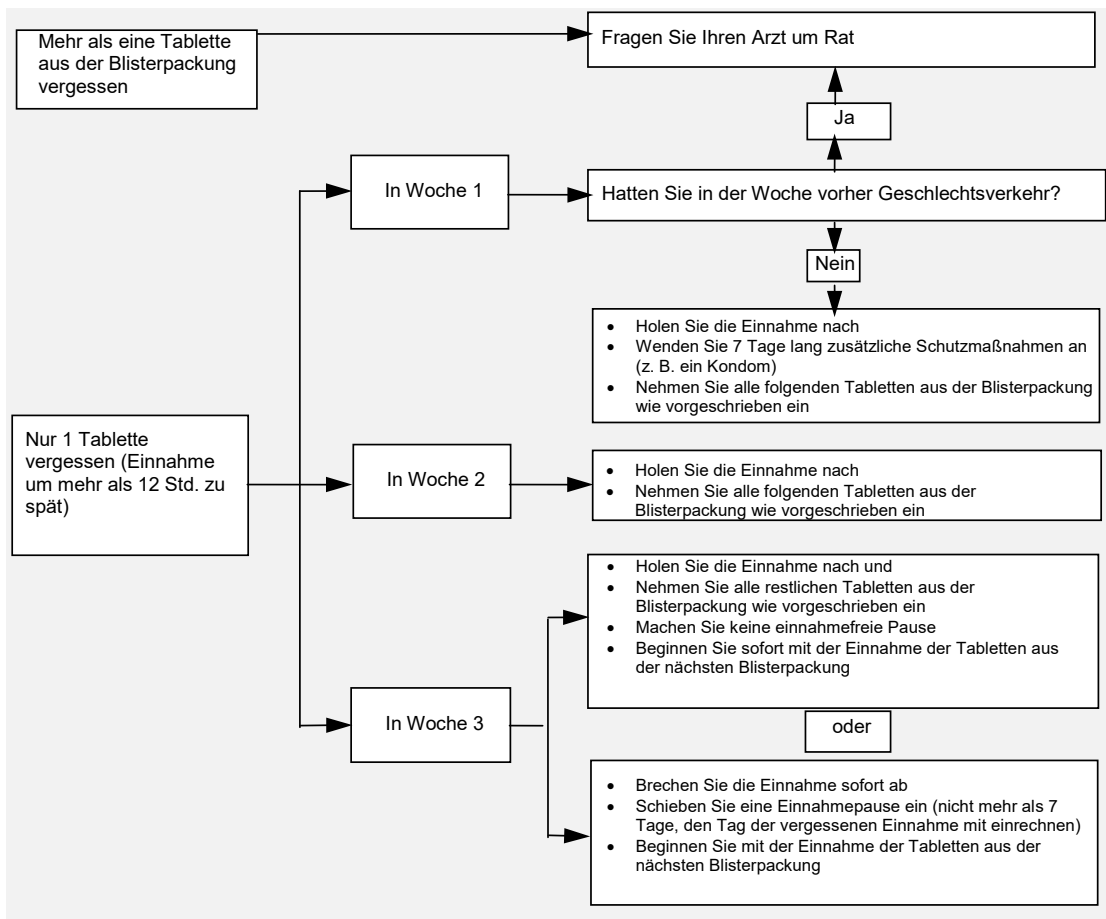 Mehr als eine Tablette
aus der Blisterpackung
vergessen
Fragen Sie Ihren Arzt um Rat
Ja
In Woche 1
Hatten Sie in der Woche vorher Geschlechtsverkehr?
Nein
• Holen Sie die Einnahme nach
• Wenden Sie 7 Tage lang zusätzliche Schutzmaßnahmen an
(z. B. ein Kondom)
• Nehmen Sie alle folgenden Tabletten aus der Blisterpackung
wie vorgeschrieben ein
Nur 1 Tablette
vergessen (Einnahme
um mehr als 12 Std. zu
spät)
In Woche 2
• Holen Sie die Einnahme nach
• Nehmen Sie alle folgenden Tabletten aus der
Blisterpackung wie vorgeschrieben ein
• Holen Sie die Einnahme nach und
• Nehmen Sie alle restlichen Tabletten aus der
Blisterpackung wie vorgeschrieben ein
• Machen Sie keine einnahmefreie Pause
• Beginnen Sie sofort mit der Einnahme der Tabletten aus
der nächsten Blisterpackung
In Woche 3
oder
• Brechen Sie die Einnahme sofort ab
• Schieben Sie eine Einnahmepause ein (nicht mehr als 7
Tage, den Tag der vergessenen Einnahme mit einrechnen)
• Beginnen Sie mit der Einnahme der Tabletten aus der
nächsten Blisterpackung